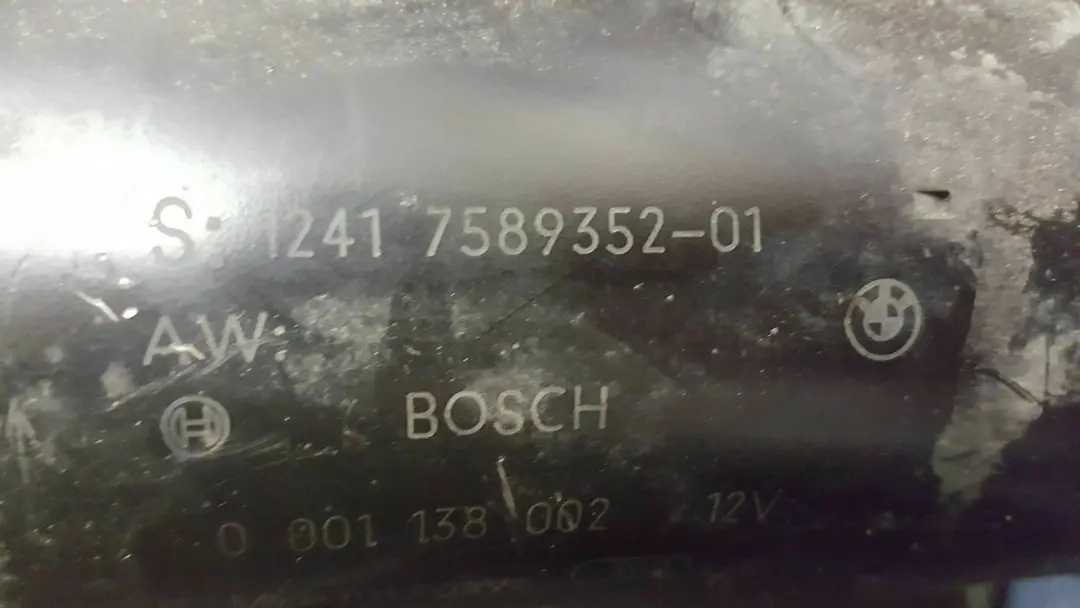 S: 1241 7589352-01
AW:
BOSCH
0 001 138 002 12V